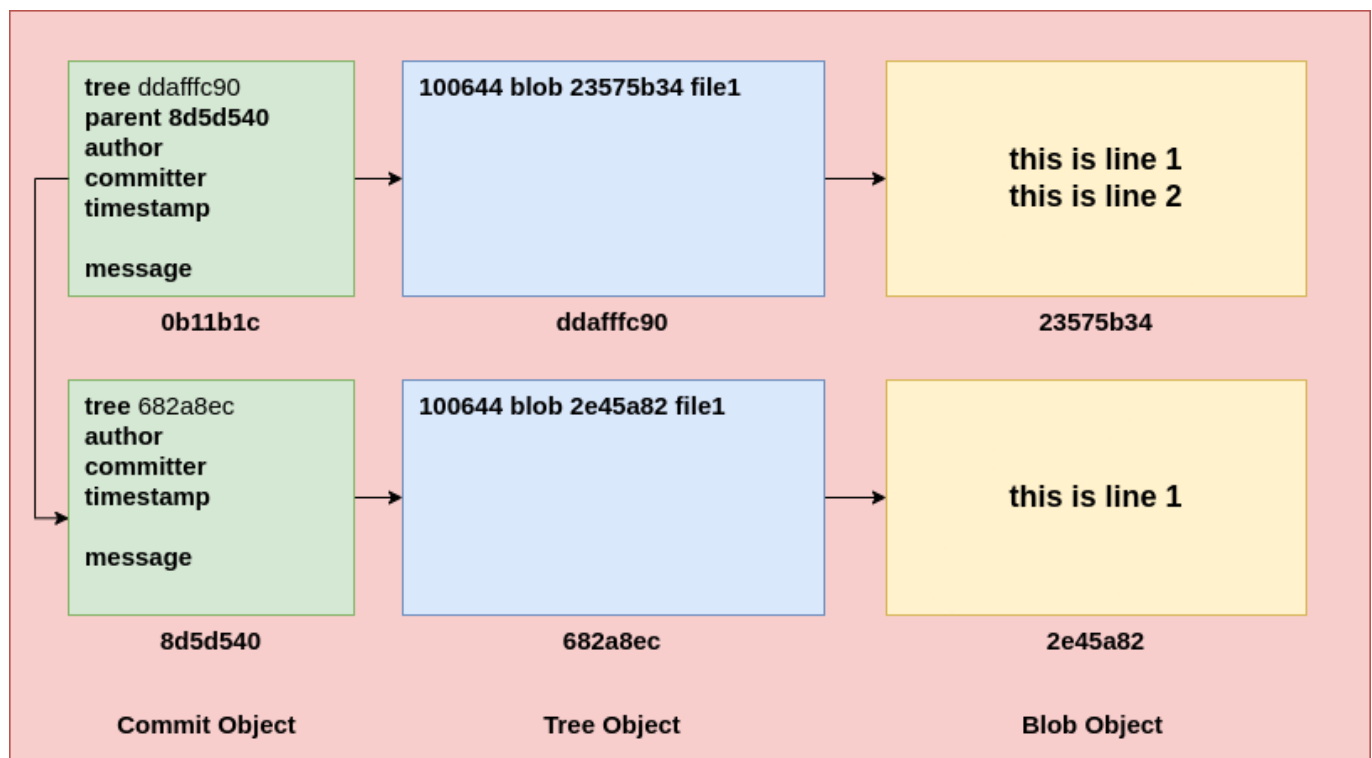 tree ddafffc90
parent 8d5d540
author
committer
timestamp
message
0b11b1c
100644 blob 23575b34 file1
ddafffc90
this is line 1
this is line 2
23575b34
tree 682a8ec
author
committer
timestamp
message
8d5d540
100644 blob 2e45a82 file1
682a8ec
this is line 1
2e45a82
Commit Object
Tree Object
Blob Object